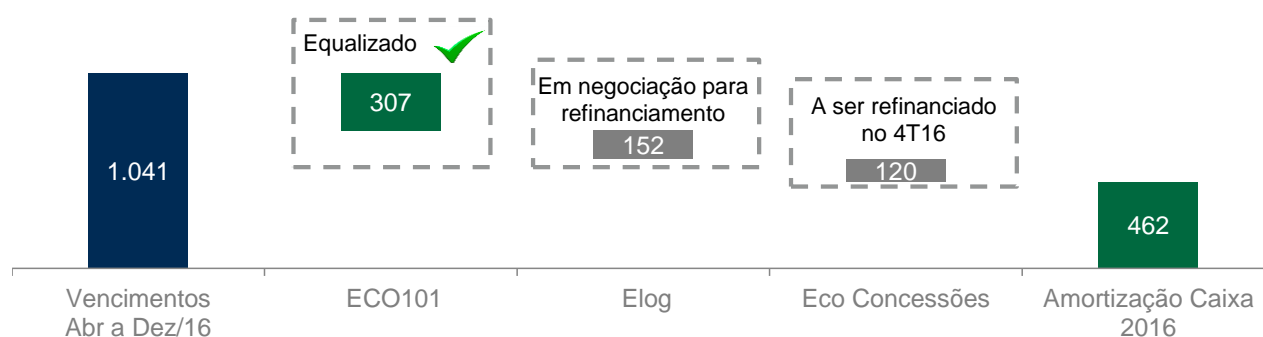 Equalizado
307
Em negociação para
refinanciamento
152
A ser refinanciado
no 4T16
120
1.041
462
Vencimentos
Abr a Dez/16
ECO101
Elog
Eco Concessões
Amortização Caixa
2016